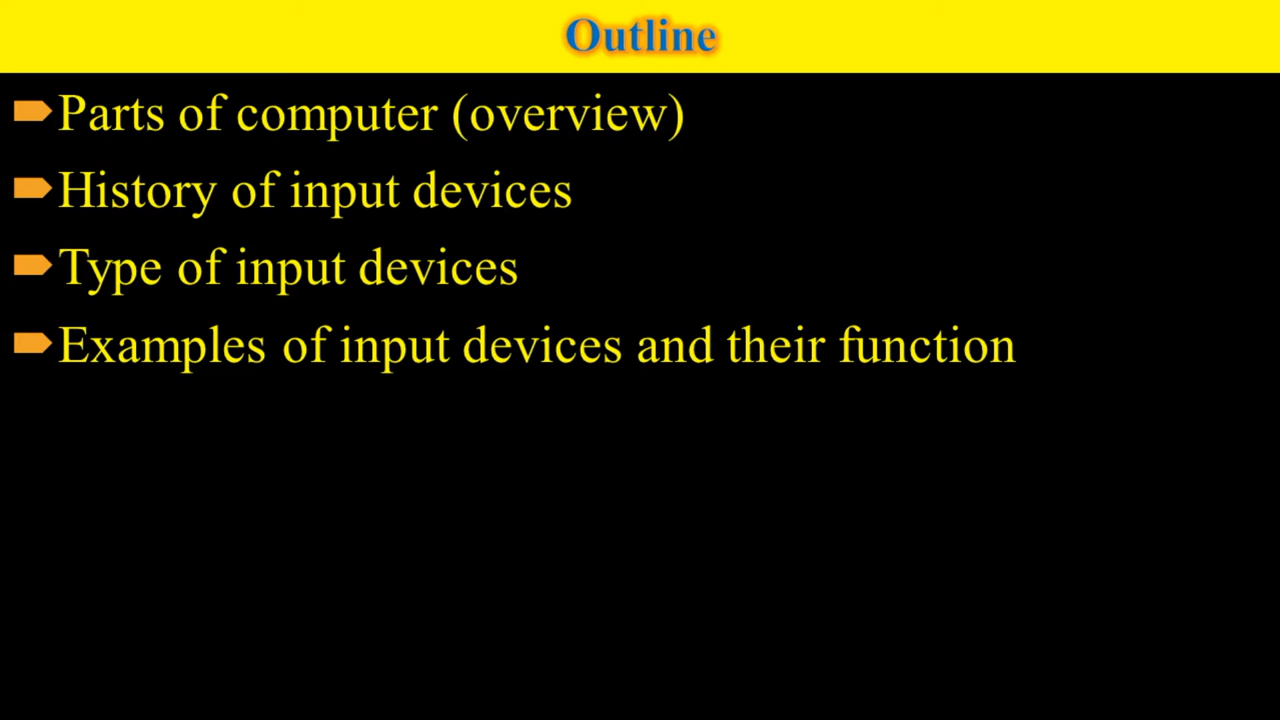 Outline
Parts of computer (overview)
History of input devices
Type of input devices
Examples of input devices and their function